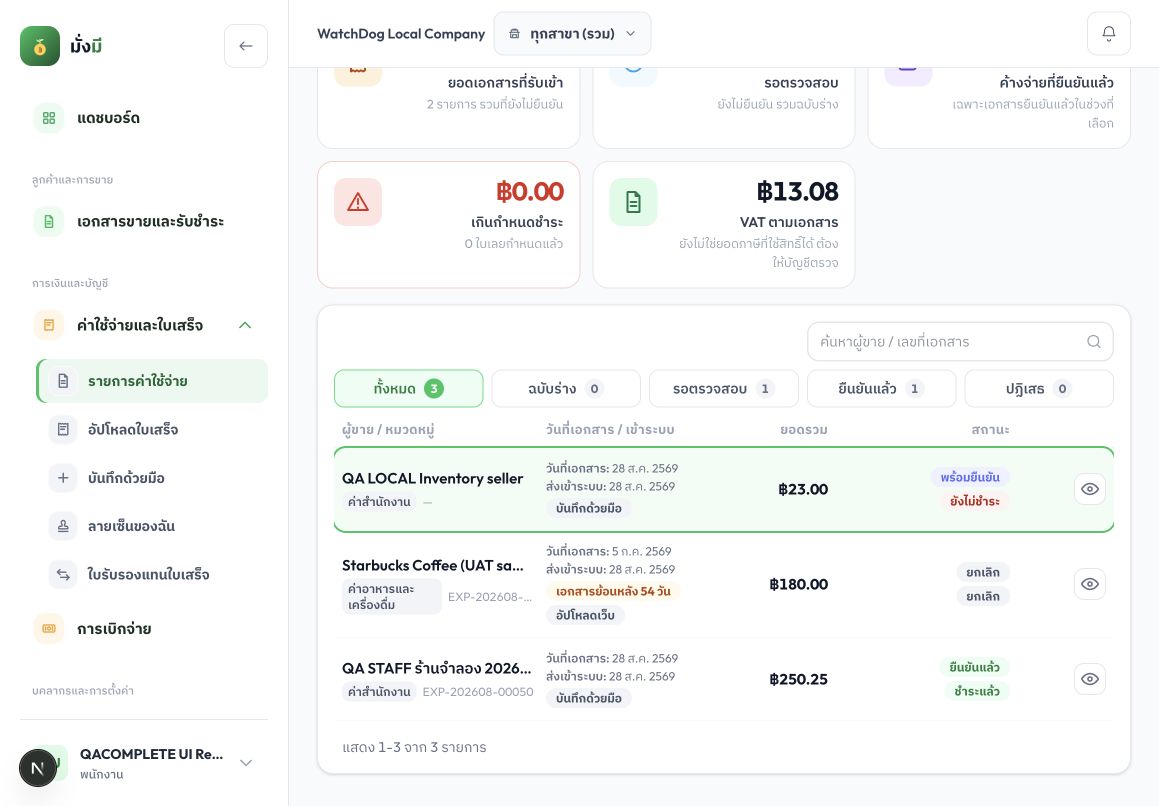 มั่งมี
WatchDog Local Company
ทุกสาขา (รวม)
แดชบอร์ด
ลูกค้าและการขาย
เอกสารขายและรับชำระ
การเงินและบัญชี
ค่าใช้จ่ายและใบเสร็จ
รายการค่าใช้จ่าย
อัปโหลดใบเสร็จ
บันทึกด้วยมือ
ลายเซ็นของฉัน
ใบรับรองแทนใบเสร็จ
การเบิกจ่าย
บุคลากรและการตั้งค่า
N
QACOMPLETE UI Re...
พนักงาน
ยอดเอกสารที่รับเข้า
2 รายการ รวมที่ยังไม่ยืนยัน
รอตรวจสอบ
ยังไม่ยืนยัน รวมฉบับร่าง
ค้างจ่ายที่ยืนยันแล้ว
เฉพาะเอกสารยืนยันแล้วในช่วงที่
เลือก
฿0.00
เกินกำหนดชำระ
0 ใบเลยกำหนดแล้ว
฿13.08
VAT ตามเอกสาร
ยังไม่ใช่ยอดภาษีที่ใช้สิทธิ์ได้ ต้อง
ให้บัญชีตรวจ
ค้นหาผู้ขาย / เลขที่เอกสาร
ทั้งหมด 3
ฉบับร่าง 0
รอตรวจสอบ 1
ยืนยันแล้ว 1
ปฏิเสธ 0
ผู้ขาย / หมวดหมู่
วันที่เอกสาร / เข้าระบบ
ยอดรวม
สถานะ
QA LOCAL Inventory seller
ค่าสำนักงาน —
วันที่เอกสาร: 28 ส.ค. 2569
ส่งเข้าระบบ: 28 ส.ค. 2569
บันทึกด้วยมือ
฿23.00
พร้อมยืนยัน
ยังไม่ชำระ
Starbucks Coffee (UAT sa...
ค่าอาหารและ
เครื่องดื่ม
EXP-202608-...
วันที่เอกสาร: 5 ก.ค. 2569
ส่งเข้าระบบ: 28 ส.ค. 2569
เอกสารย้อนหลัง 54 วัน
อัปโหลดเว็บ
฿180.00
ยกเลิก
ยกเลิก
QA STAFF ร้านจำลอง 2026...
ค่าสำนักงาน EXP-202608-00050
วันที่เอกสาร: 28 ส.ค. 2569
ส่งเข้าระบบ: 28 ส.ค. 2569
บันทึกด้วยมือ
฿250.25
ยืนยันแล้ว
ชำระแล้ว
แสดง 1-3 จาก 3 รายการ